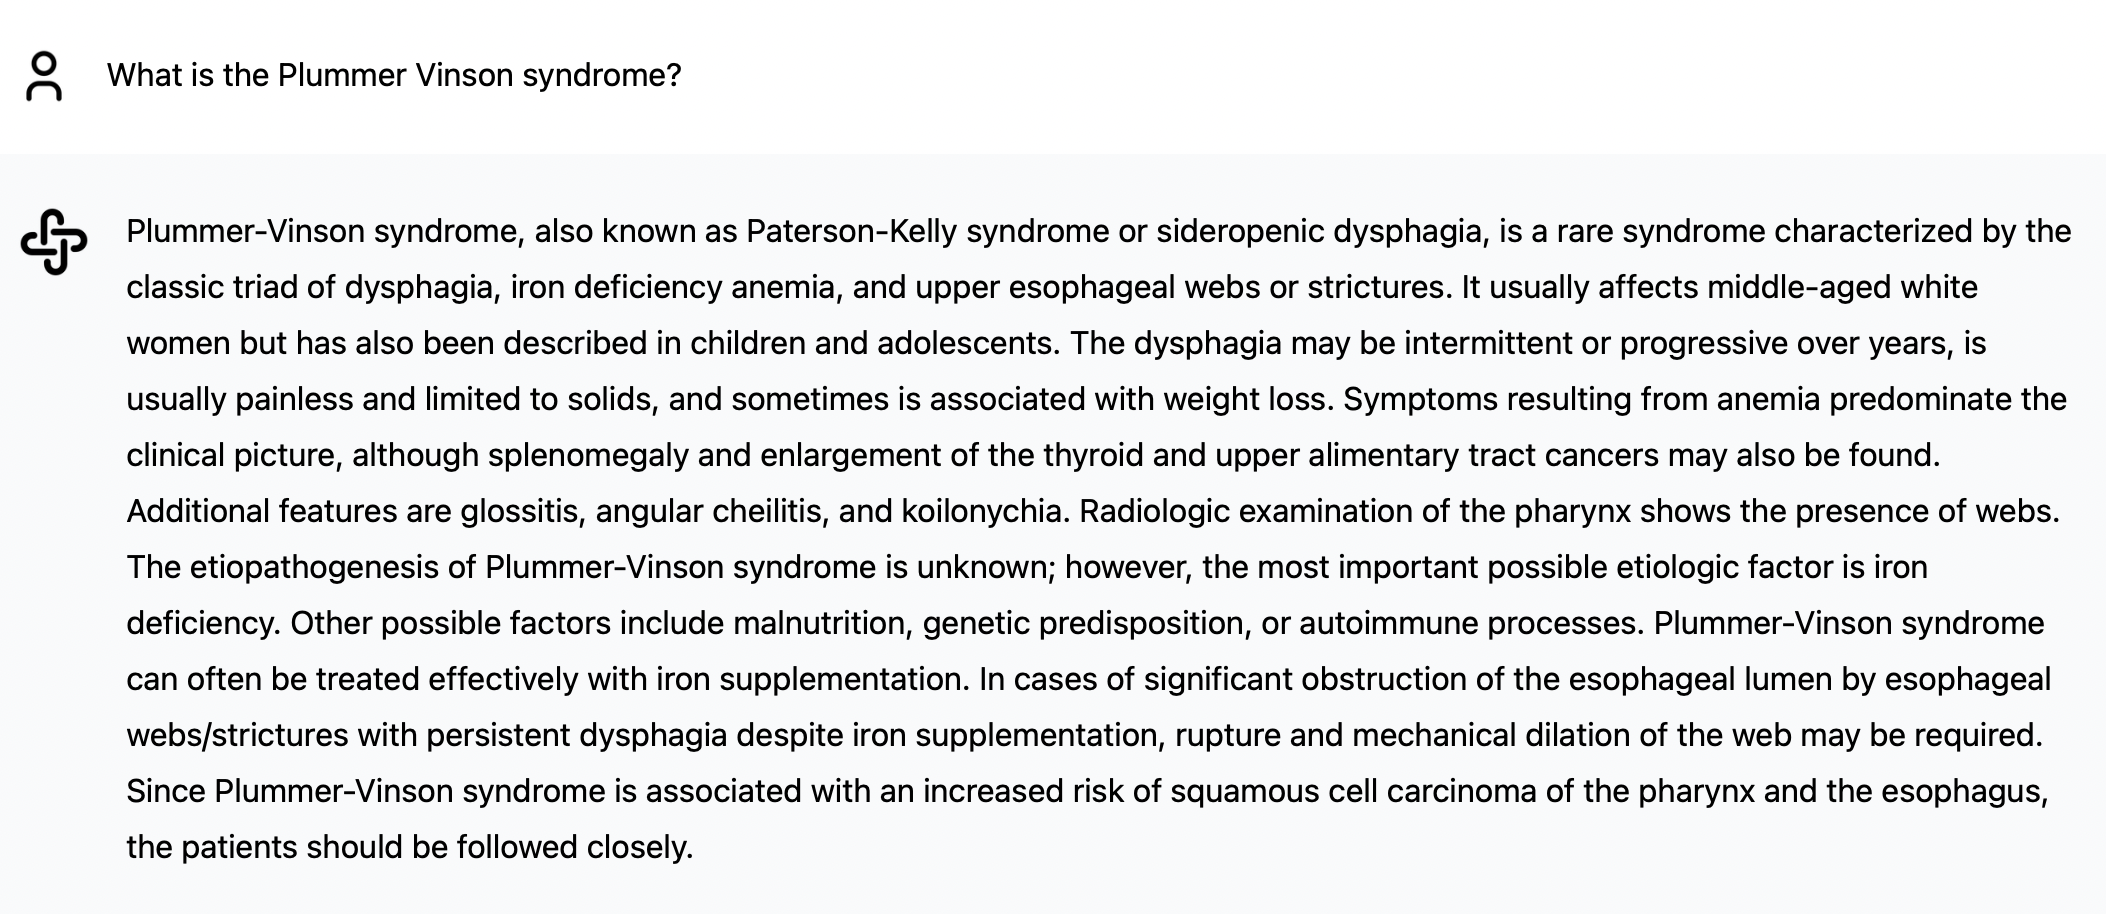 What is the Plummer Vinson syndrome?
Plummer-Vinson syndrome, also known as Paterson-Kelly syndrome or sideropenic dysphagia, is a rare syndrome characterized by the
classic triad of dysphagia, iron deficiency anemia, and upper esophageal webs or strictures. It usually affects middle-aged white
women but has also been described in children and adolescents. The dysphagia may be intermittent or progressive over years, is
usually painless and limited to solids, and sometimes is associated with weight loss. Symptoms resulting from anemia predominate the
clinical picture, although splenomegaly and enlargement of the thyroid and upper alimentary tract cancers may also be found.
Additional features are glossitis, angular cheilitis, and koilonychia. Radiologic examination of the pharynx shows the presence of webs.
The etiopathogenesis of Plummer-Vinson syndrome is unknown; however, the most important possible etiologic factor is iron
deficiency. Other possible factors include malnutrition, genetic predisposition, or autoimmune processes. Plummer-Vinson syndrome
can often be treated effectively with iron supplementation. In cases of significant obstruction of the esophageal lumen by esophageal
webs/strictures with persistent dysphagia despite iron supplementation, rupture and mechanical dilation of the web may be required.
Since Plummer-Vinson syndrome is associated with an increased risk of squamous cell carcinoma of the pharynx and the esophagus,
the patients should be followed closely.